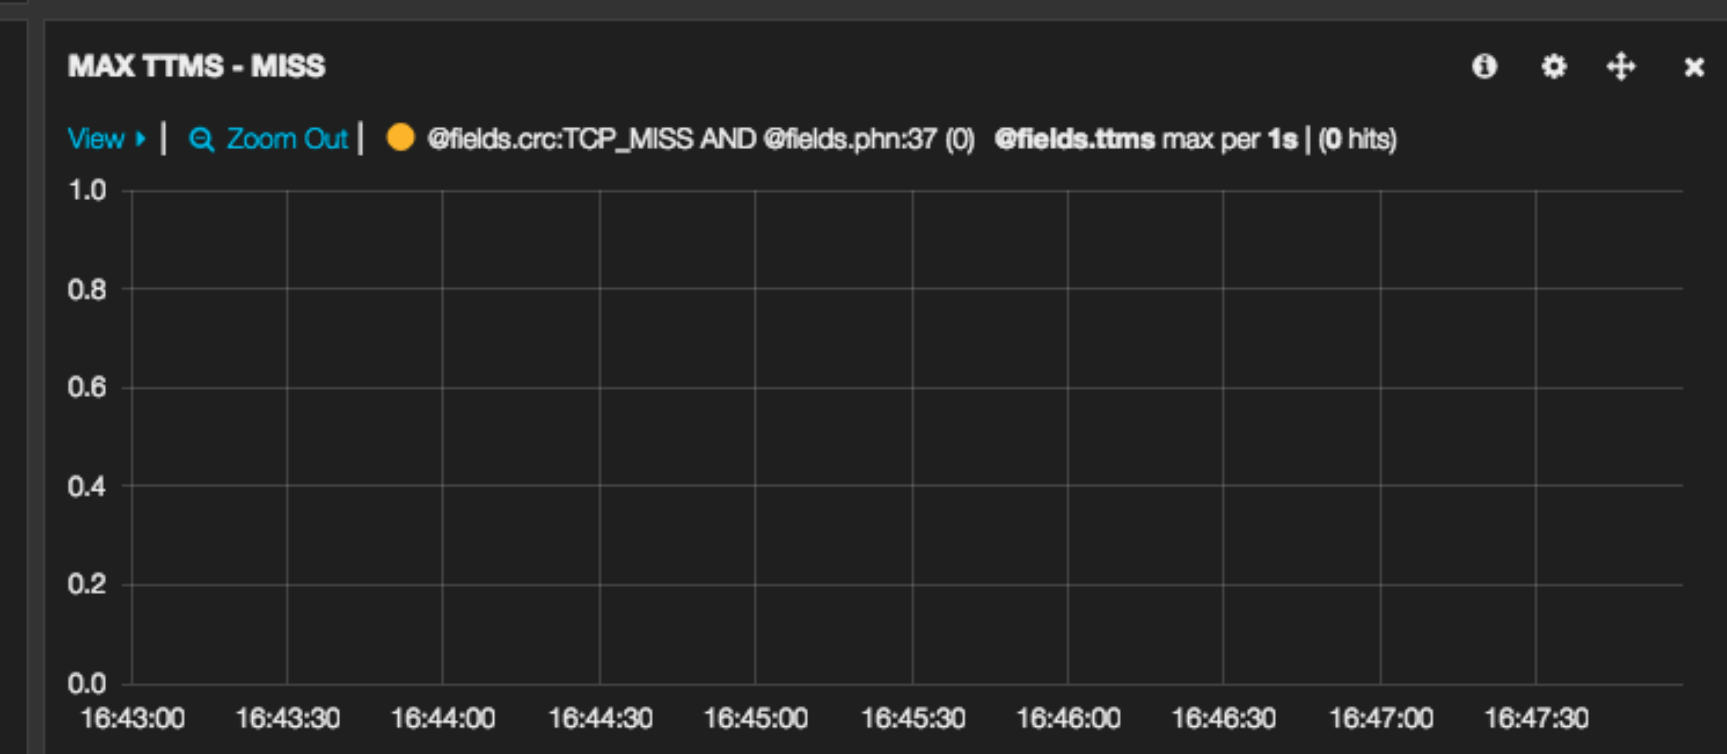 MAX TTMS - MISS
View | Zoom Out | @fields.crc:TCP_MISS AND @fields.phn:37 (0) @fields.ttms max per 1s | (0 hits)
1.0
0.8
0.6
0.4
0.2
0.0
16:43:00 16:43:30 16:44:00 16:44:30 16:45:00 16:45:30 16:46:00 16:46:30 16:47:00 16:47:30